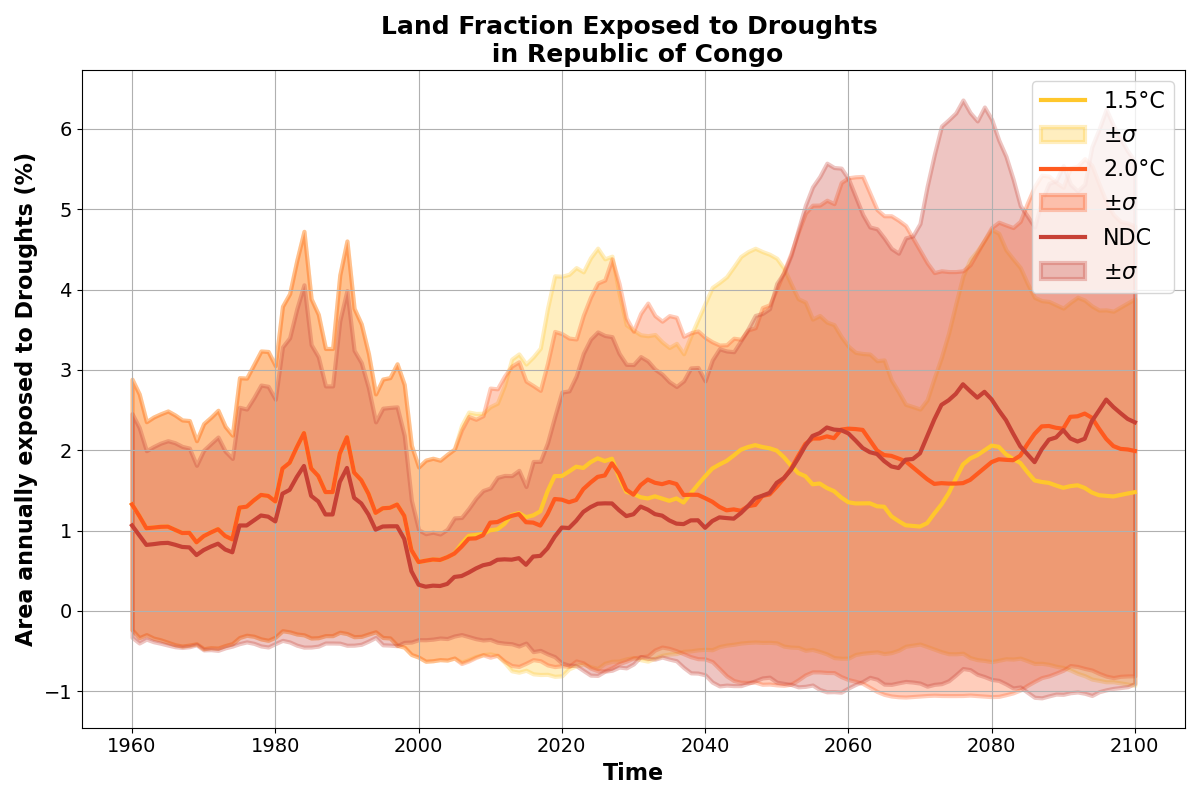 Land Fraction Exposed to Droughts
in Republic of Congo
Area annually exposed to Droughts (%)
6
5
4
3
2
1
0
−1
1960
1980
2000
2020
2040
2060
2080
2100
Time
1.5°C
±σ
2.0°C
±σ
NDC
±σ